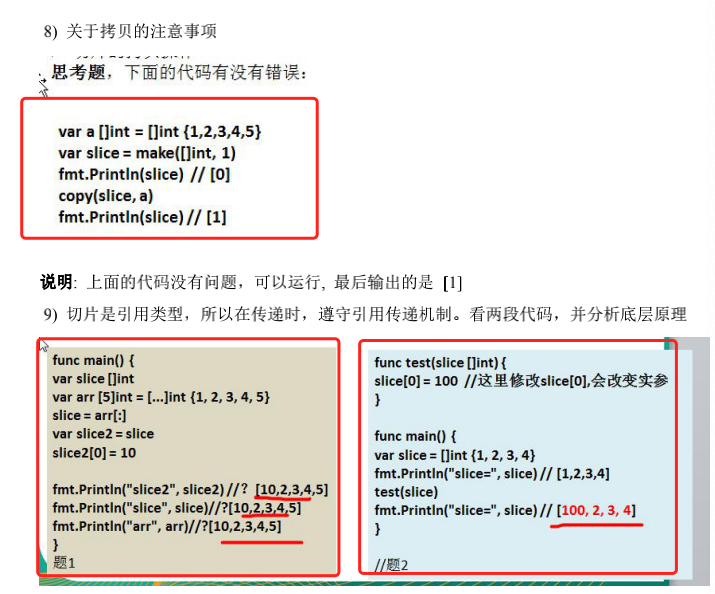 8) 关于拷贝的注意事项
思考题，下面的代码有没有错误：
var a []int = []int {1,2,3,4,5}
var slice = make([]int, 1)
fmt.Println(slice) // [0]
copy(slice, a)
fmt.Println(slice) // [1]
说明: 上面的代码没有问题，可以运行, 最后输出的是 [1]
9) 切片是引用类型，所以在传递时，遵守引用传递机制。看两段代码，并分析底层原理
func main() {
var slice []int
var arr [5]int = [...]int {1, 2, 3, 4, 5}
slice = arr[:]
var slice2 = slice
slice2[0] = 10
fmt.Println("slice2", slice2) //？[10,2,3,4,5]
fmt.Println("slice", slice)//?[10,2,3,4,5]
fmt.Println("arr", arr)//?[10,2,3,4,5]
}
题1
func test(slice []int) {
slice[0] = 100 //这里修改slice[0],会改变实参
}
func main() {
var slice = []int {1, 2, 3, 4}
fmt.Println("slice=", slice) // [1,2,3,4]
test(slice)
fmt.Println("slice=", slice) // [100, 2, 3, 4]
}
//题2